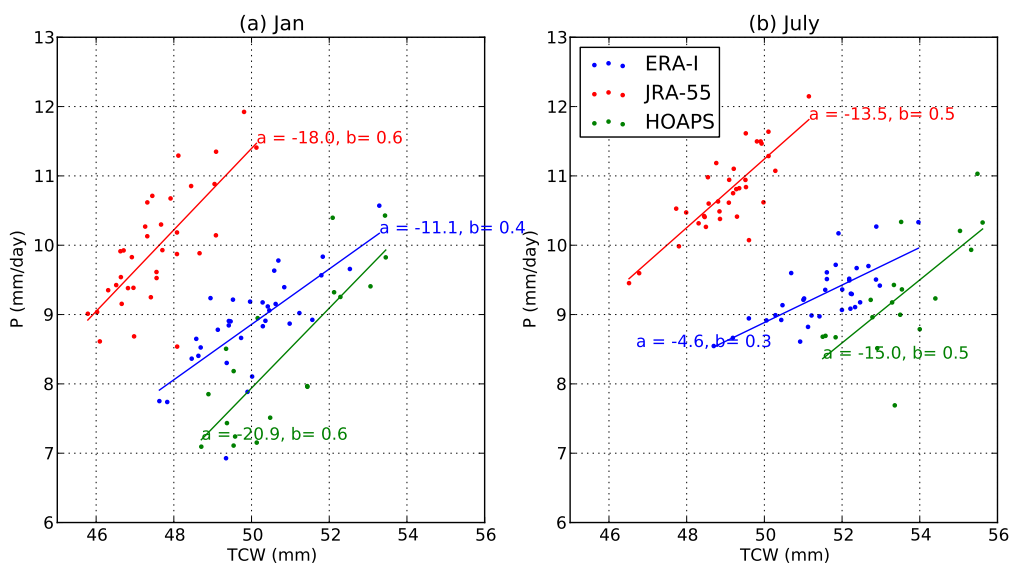 (a) Jan
(b) July
13
12
11
10
9
8
7
6
P (mm/day)
a = -18.0, b= 0.6
a = -11.1, b= 0.4
a = -20.9, b= 0.6
46 48 50 52 54 56
TCW (mm)
13
12
11
10
9
8
7
6
P (mm/day)
ERA-I
JRA-55
HOAPS
a = -13.5, b= 0.5
a = -4.6, b= 0.3
a = -15.0, b= 0.5
46 48 50 52 54 56
TCW (mm)